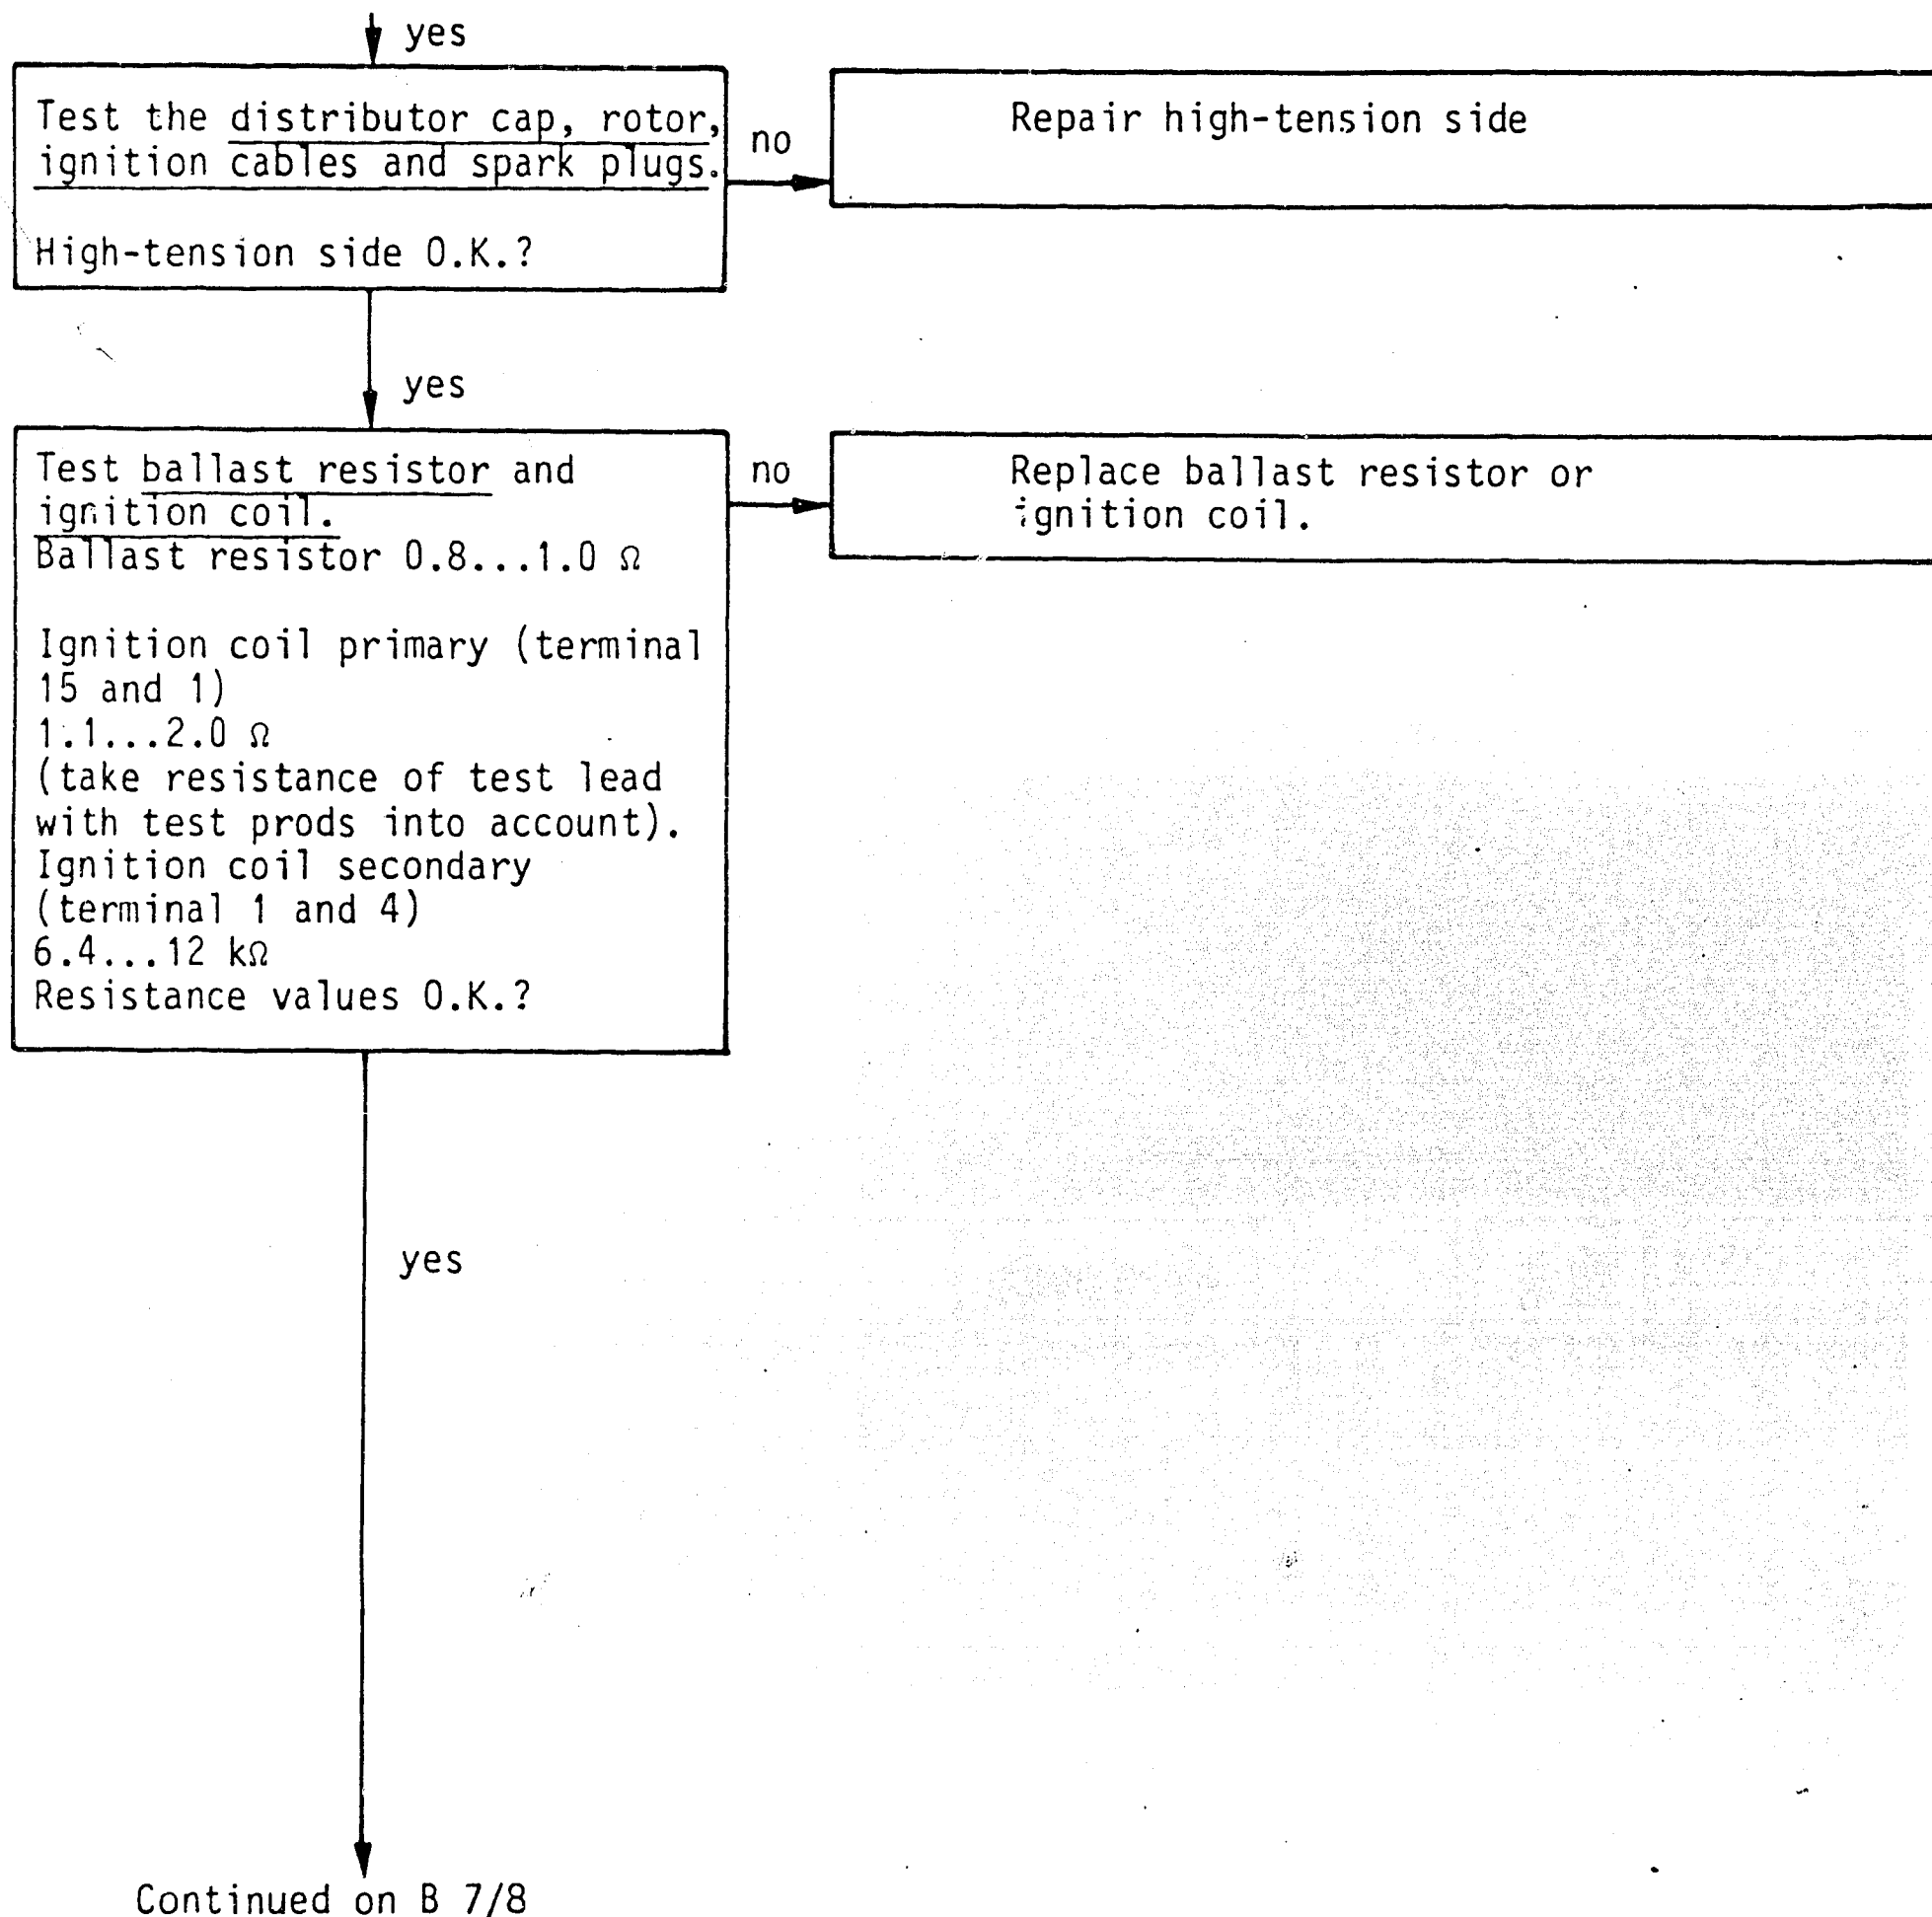 yes
Test the distributor cap, rotor,
ignition cables and spark plugs.
High-tension side O.K.?
no
Repair high-tension side
yes
Test ballast resistor and
ignition coil.
Ballast resistor 0.8...1.0 Ω
Ignition coil primary (terminal
15 and 1)
1.1...2.0 Ω
(take resistance of test lead
with test prods into account).
Ignition coil secondary
(terminal 1 and 4)
6.4...12 kΩ
Resistance values O.K.?
no
Replace ballast resistor or
ignition coil.
yes
Continued on B 7/8